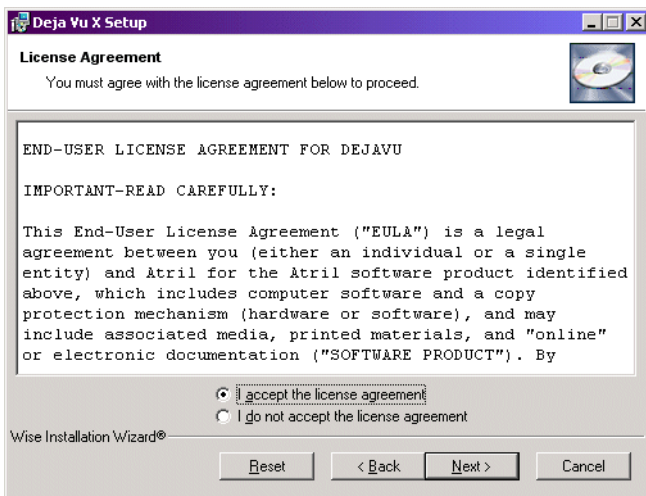 Deja Vu X Setup
License Agreement
You must agree with the license agreement below to proceed.
END-USER LICENSE AGREEMENT FOR DEJAVU
IMPORTANT-READ CAREFULLY:
This End-User License Agreement ("EULA") is a legal
agreement between you (either an individual or a single
entity) and Atril for the Atril software product identified
above, which includes computer software and a copy
protection mechanism (hardware or software), and may
include associated media, printed materials, and "online"
or electronic documentation ("SOFTWARE PRODUCT"). By
I accept the license agreement
I do not accept the license agreement
Wise Installation Wizard®
Reset
< Back
Next >
Cancel